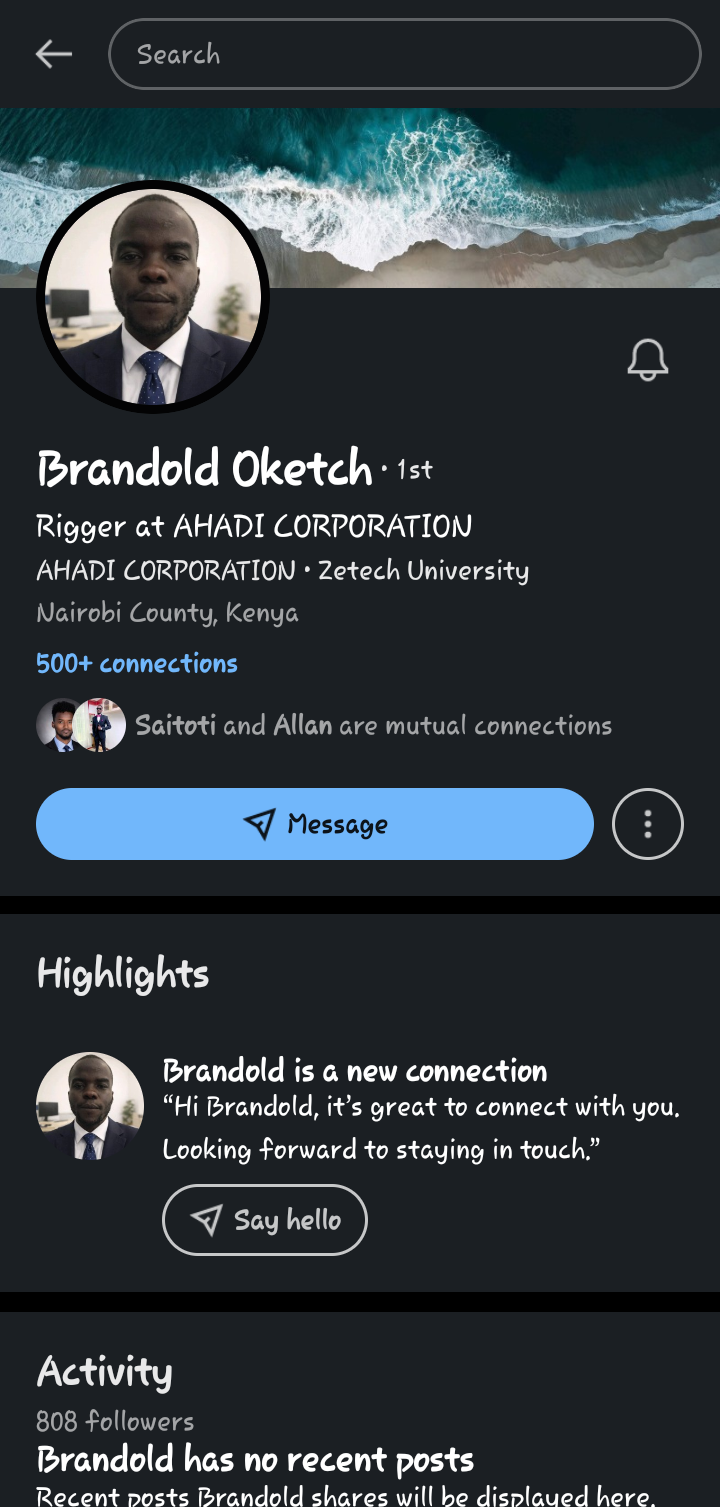 Search
Brandold Oketch • 1st
Rigger at AHADI CORPORATION
AHADI CORPORATION • Zetech University
Nairobi County, Kenya
500+ connections
Saitoti and Allan are mutual connections
Message
Highlights
Brandold is a new connection
“Hi Brandold, it’s great to connect with you.
Looking forward to staying in touch.”
Say hello
Activity
808 followers
Brandold has no recent posts
Recent posts Brandold shares will be displayed here.